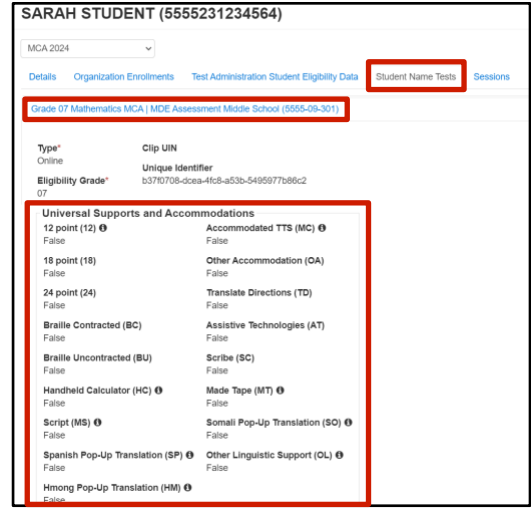 SARAH STUDENT (5555231234564)
MCA 2024
Details Organization Enrollments Test Administration Student Eligibility Data Student Name Tests Sessions
Grade 07 Mathematics MCA | MDE Assessment Middle School (5555-09-301)
Type* Clip UIN
Online
Unique Identifier
Eligibility Grade* b37f0708-dcea-4fc8-a53b-5495977b86c2
07
Universal Supports and Accommodations
12 point (12) Accommodated TTS (MC)
False False
18 point (18) Other Accommodation (OA)
False False
24 point (24) Translate Directions (TD)
False False
Braille Contracted (BC) Assistive Technologies (AT)
False False
Braille Uncontracted (BU) Scribe (SC)
False False
Handheld Calculator (HC) Made Tape (MT)
False False
Script (MS) Somali Pop-Up Translation (SO)
False False
Spanish Pop-Up Translation (SP) Other Linguistic Support (OL)
False False
Hmong Pop-Up Translation (HM)
False